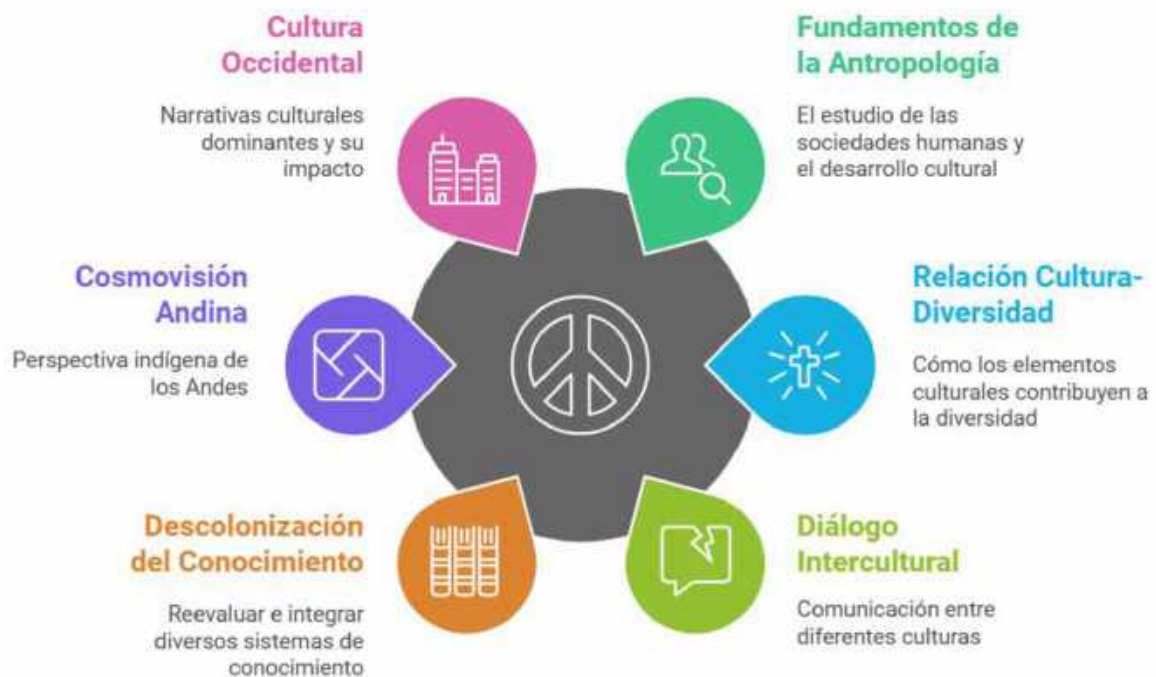 Cultura
Occidental
Narrativas culturales
dominantes y su
impacto
Fundamentos de
la Antropología
El estudio de las
sociedades humanas y
el desarrollo cultural
Cosmovisión
Andina
Perspectiva indígena de
los Andes
Relación Cultura-
Diversidad
Cómo los elementos
culturales contribuyen a
la diversidad
Descolonización
del Conocimiento
Reevaluar e integrar
diversos sistemas de
conocimiento
Diálogo
Intercultural
Comunicación entre
diferentes culturas